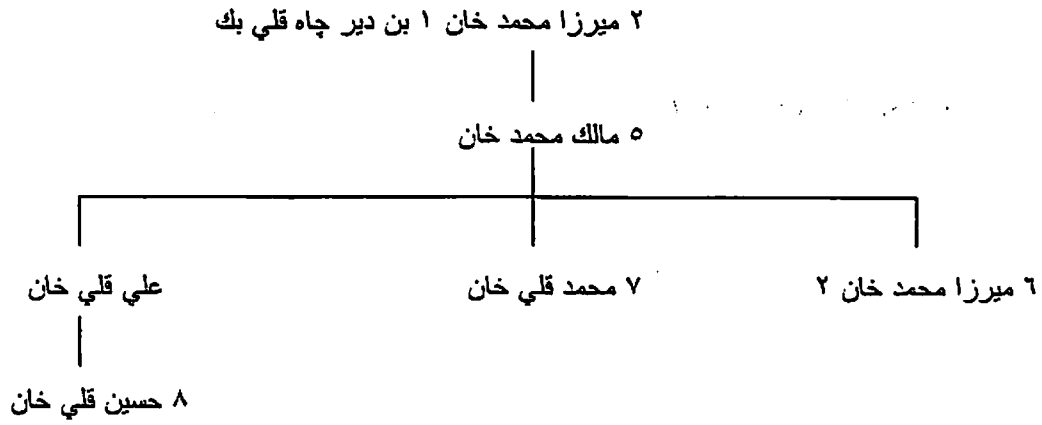 ٢ ميرزا محمد خان ١ بن دير چاه قلي بك
٥ مالك محمد خان
٦ ميرزا محمد خان ٢
٧ محمد قلي خان
علي قلي خان
٨ حسين قلي خان